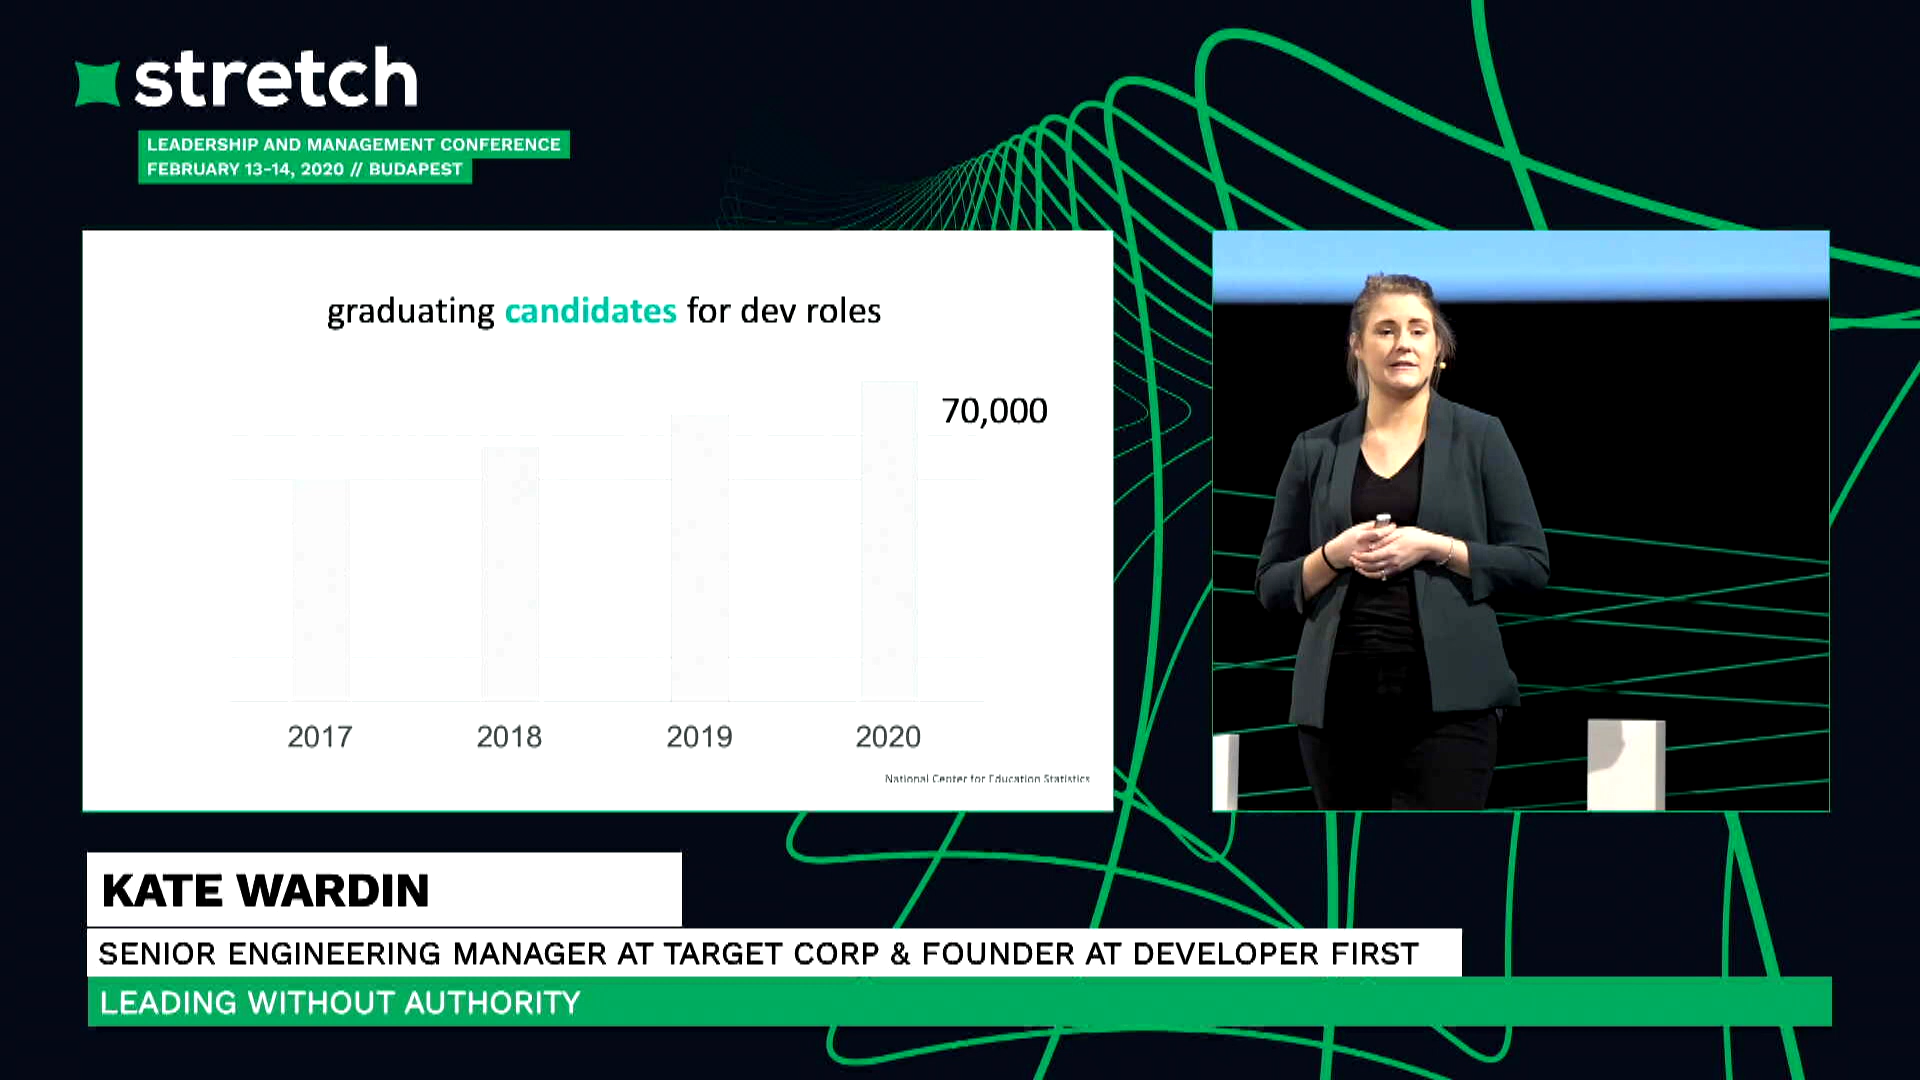 stretch
LEADERSHIP AND MANAGEMENT CONFERENCE
FEBRUARY 13-14, 2020 // BUDAPEST
graduating candidates for dev roles
70,000
2017 2018 2019 2020
National Center for Education Statistics
KATE WARDIN
SENIOR ENGINEERING MANAGER AT TARGET CORP & FOUNDER AT DEVELOPER FIRST
LEADING WITHOUT AUTHORITY